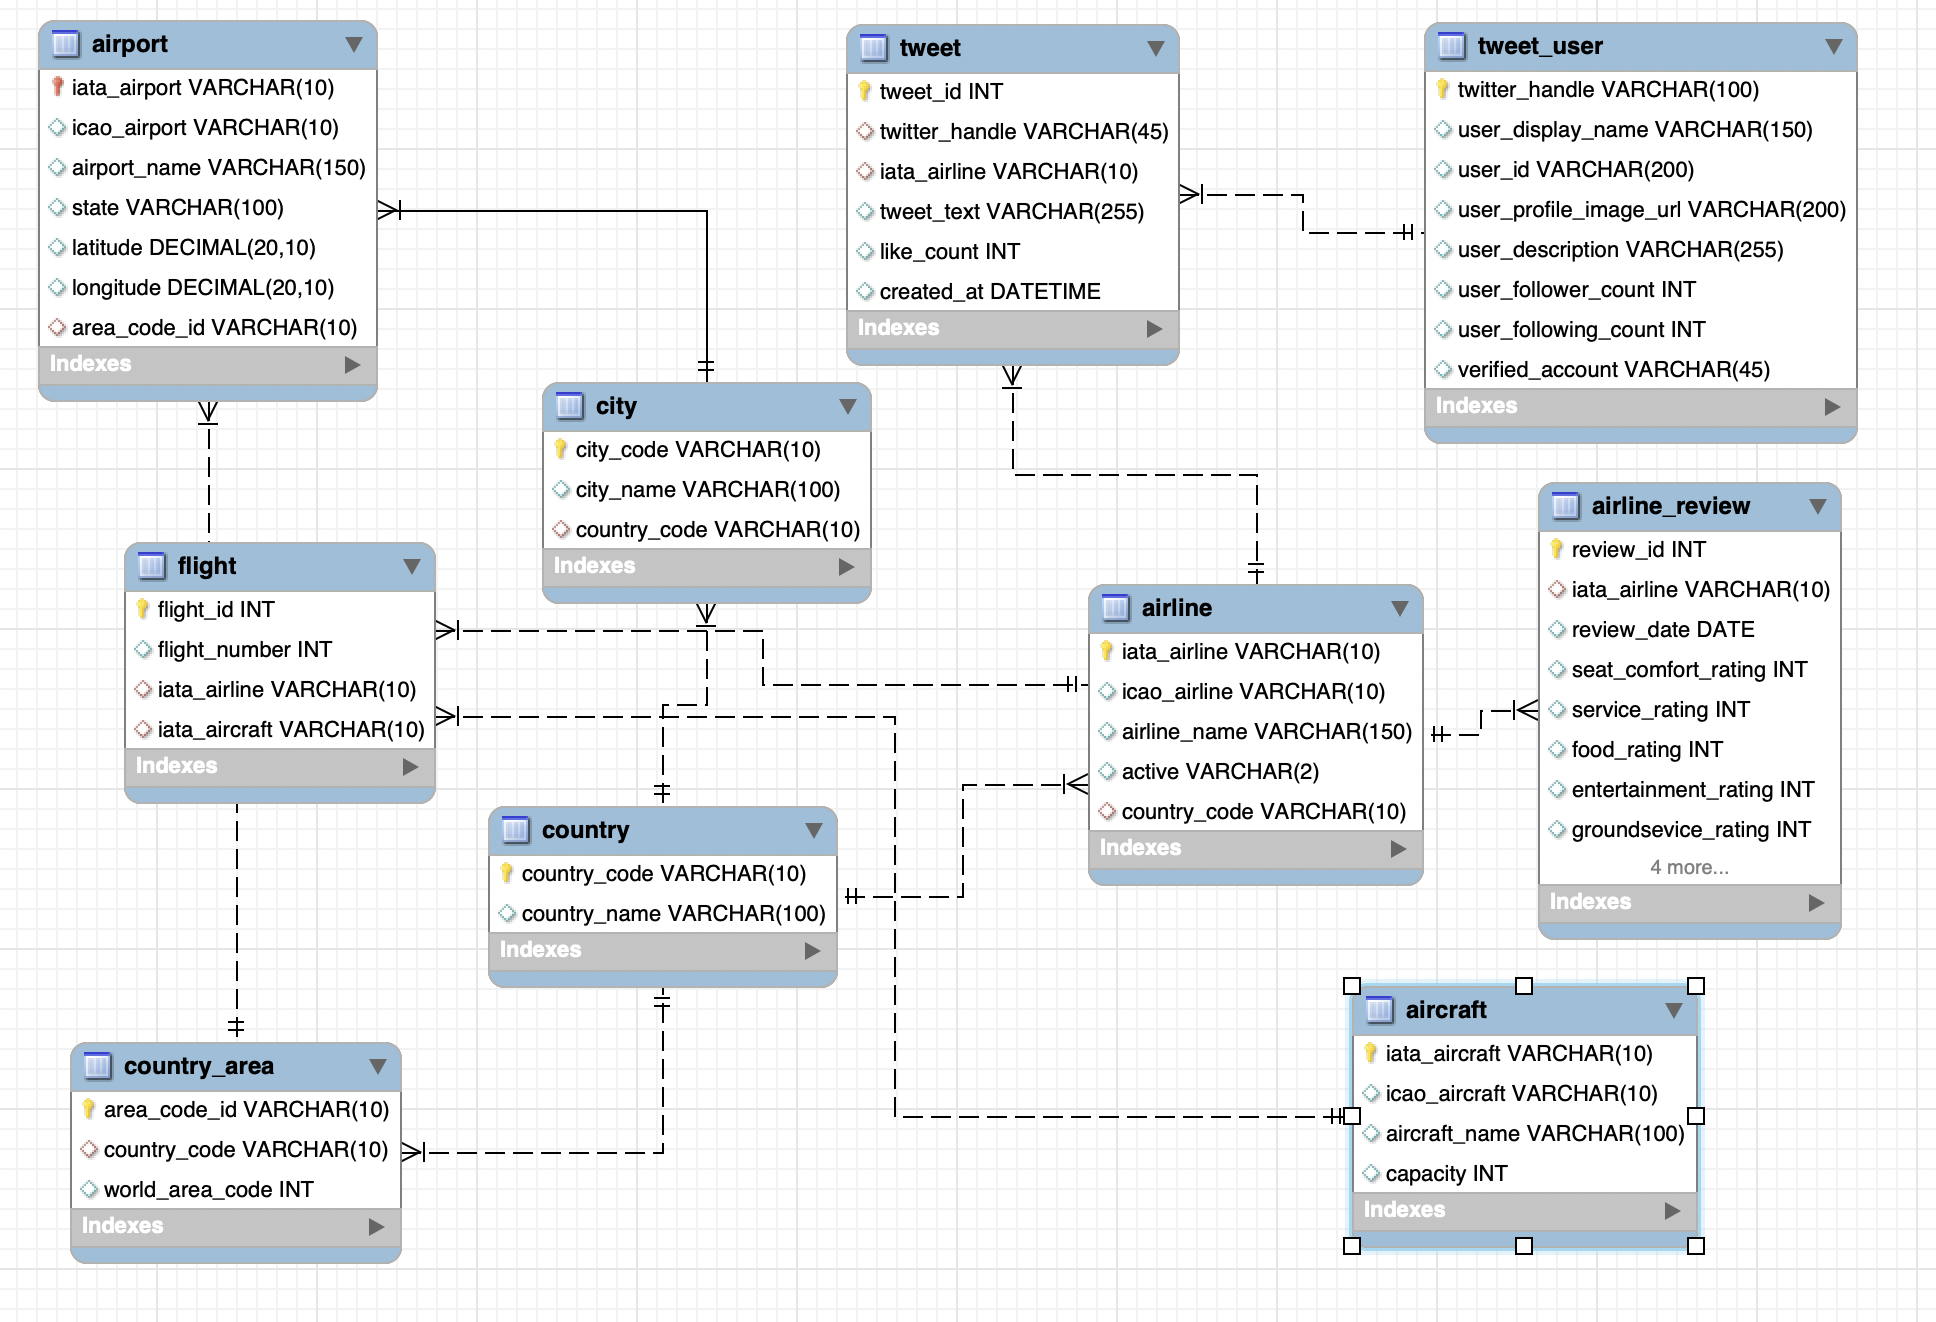 airport
iata_airport VARCHAR(10)
icao_airport VARCHAR(10)
airport_name VARCHAR(150)
state VARCHAR(100)
latitude DECIMAL(20,10)
longitude DECIMAL(20,10)
area_code_id VARCHAR(10)
Indexes
tweet
tweet_id INT
twitter_handle VARCHAR(45)
iata_airline VARCHAR(10)
tweet_text VARCHAR(255)
like_count INT
created_at DATETIME
Indexes
tweet_user
twitter_handle VARCHAR(100)
user_display_name VARCHAR(150)
user_id VARCHAR(200)
user_profile_image_url VARCHAR(200)
user_description VARCHAR(255)
user_follower_count INT
user_following_count INT
verified_account VARCHAR(45)
Indexes
city
city_code VARCHAR(10)
city_name VARCHAR(100)
country_code VARCHAR(10)
Indexes
flight
flight_id INT
flight_number INT
iata_airline VARCHAR(10)
iata_aircraft VARCHAR(10)
Indexes
airline
iata_airline VARCHAR(10)
icao_airline VARCHAR(10)
airline_name VARCHAR(150)
active VARCHAR(2)
country_code VARCHAR(10)
Indexes
airline_review
review_id INT
iata_airline VARCHAR(10)
review_date DATE
seat_comfort_rating INT
service_rating INT
food_rating INT
entertainment_rating INT
groundsevice_rating INT
4 more...
Indexes
country
country_code VARCHAR(10)
country_name VARCHAR(100)
Indexes
country_area
area_code_id VARCHAR(10)
country_code VARCHAR(10)
world_area_code INT
Indexes
aircraft
iata_aircraft VARCHAR(10)
icao_aircraft VARCHAR(10)
aircraft_name VARCHAR(100)
capacity INT
Indexes